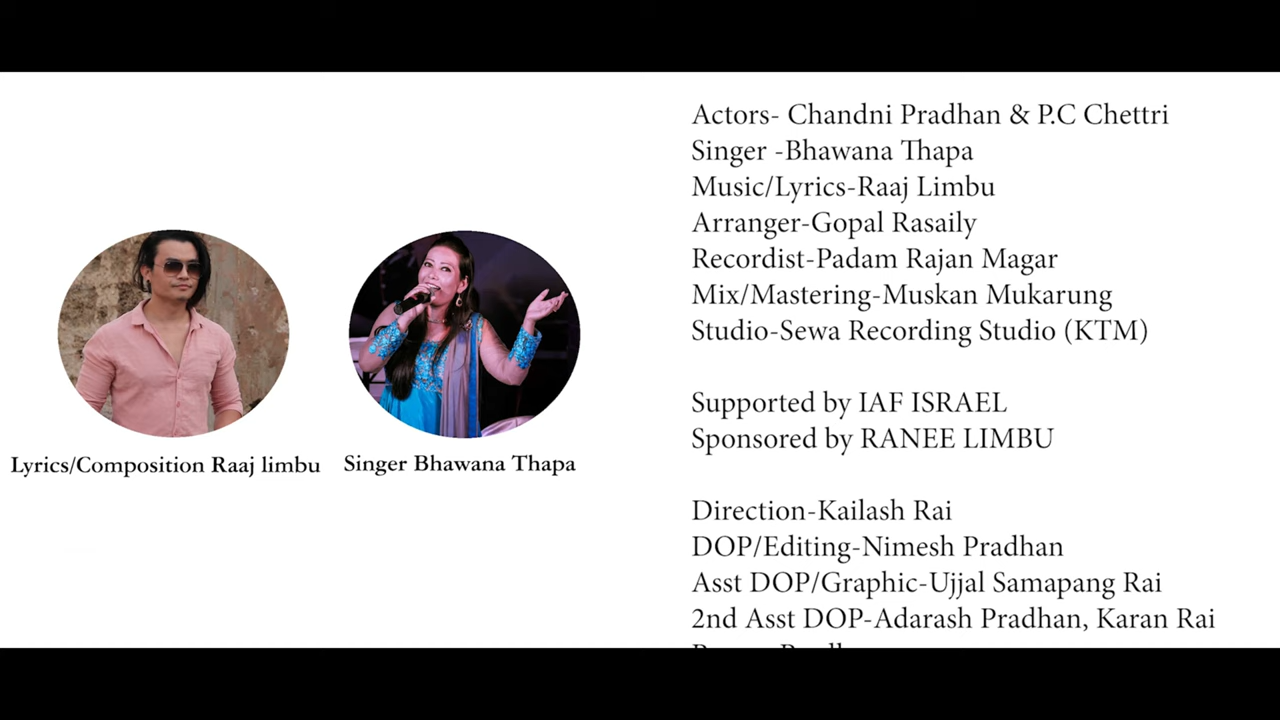 Actors- Chandni Pradhan & P.C Chettri
Singer -Bhawana Thapa
Music/Lyrics-Raaj Limbu
Arranger-Gopal Rasaily
Recordist-Padam Rajan Magar
Mix/Mastering-Muskan Mukarung
Studio-Sewa Recording Studio (KTM)
Supported by IAF ISRAEL
Sponsored by RANEE LIMBU
Direction-Kailash Rai
DOP/Editing-Nimesh Pradhan
Asst DOP/Graphic-Ujjal Samapang Rai
2nd Asst DOP-Adarash Pradhan, Karan Rai
Lyrics/Composition Raaj limbu
Singer Bhawana Thapa